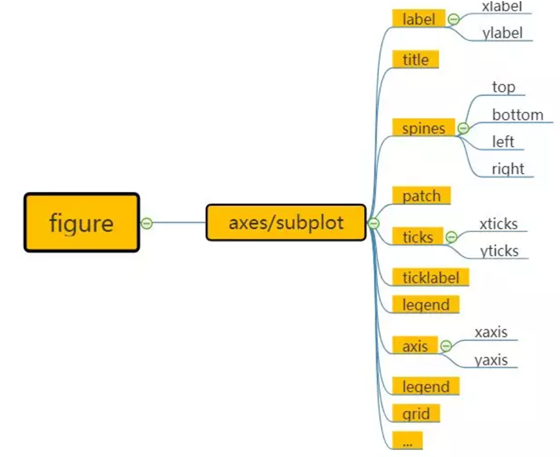 figure
axes/subplot
label
xlabel
ylabel
title
spines
top
bottom
left
right
patch
ticks
xticks
yticks
ticklabel
legend
axis
xaxis
yaxis
legend
grid
...